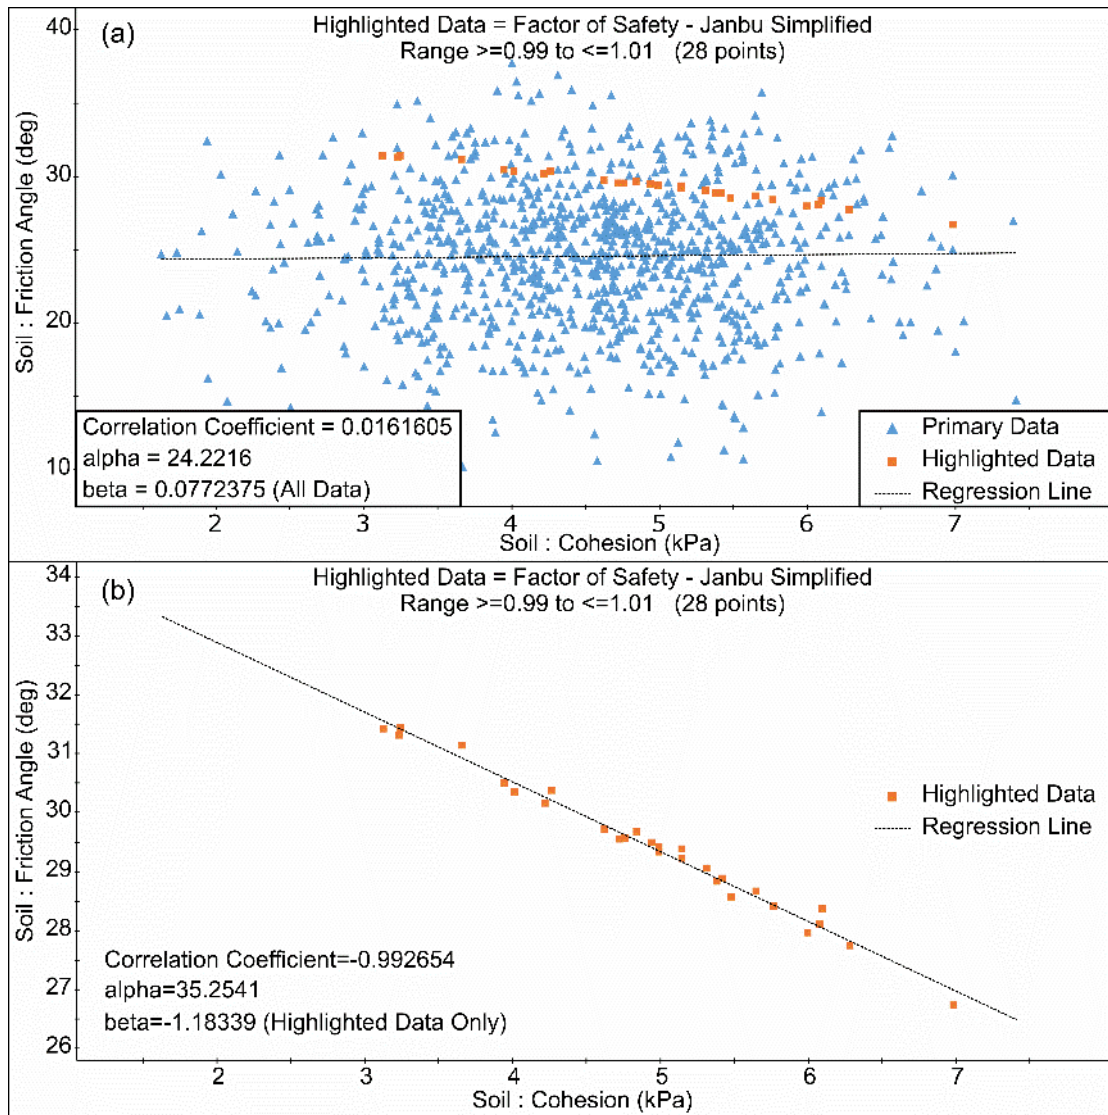 (a)
Highlighted Data = Factor of Safety - Janbu Simplified
Range >=0.99 to <=1.01 (28 points)
Soil : Friction Angle (deg)
40
30
20
10
Correlation Coefficient = 0.0161605
alpha = 24.2216
beta = 0.0772375 (All Data)
Primary Data
Highlighted Data
Regression Line
2 3 4 5 6 7
Soil : Cohesion (kPa)
(b)
Highlighted Data = Factor of Safety - Janbu Simplified
Range >=0.99 to <=1.01 (28 points)
Soil : Friction Angle (deg)
34
33
32
31
30
29
28
27
26
Highlighted Data
Regression Line
Correlation Coefficient=-0.992654
alpha=35.2541
beta=-1.18339 (Highlighted Data Only)
2 3 4 5 6 7
Soil : Cohesion (kPa)